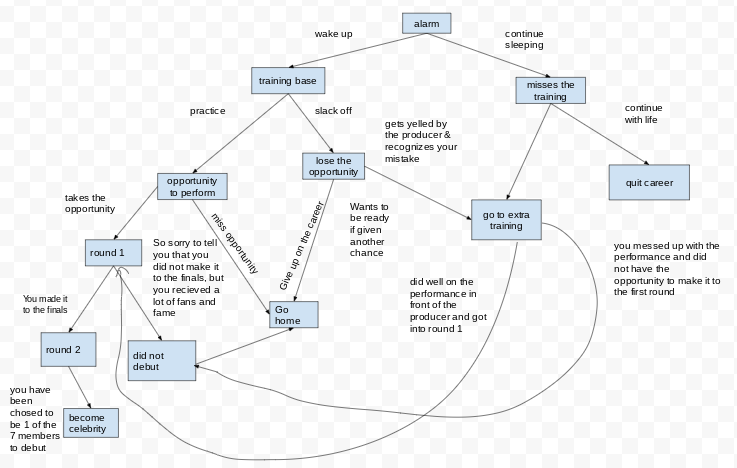 alarm
wake up
continue
sleeping
training base
misses the
training
practice
slack off
gets yelled by
the producer &
recognizes your
mistake
continue
with life
lose the
opportunity
opportunity
to perform
quit career
takes the
opportunity
miss opportunity
Give up on the career
Wants to
be ready
if given
another
chance
go to extra
training
round 1
So sorry to tell
you that you
did not make it
to the finals, but
you recieved a
lot of fans and
fame
you messed up with the
performance and did
not have the
opportunity to make it to
the first round
did well on the
performance in
front of the
producer and got
into round 1
You made it
to the finals
Go
home
round 2
did not
debut
you have
been
chosed to
be 1 of the
7 members
to debut
become
celebrity